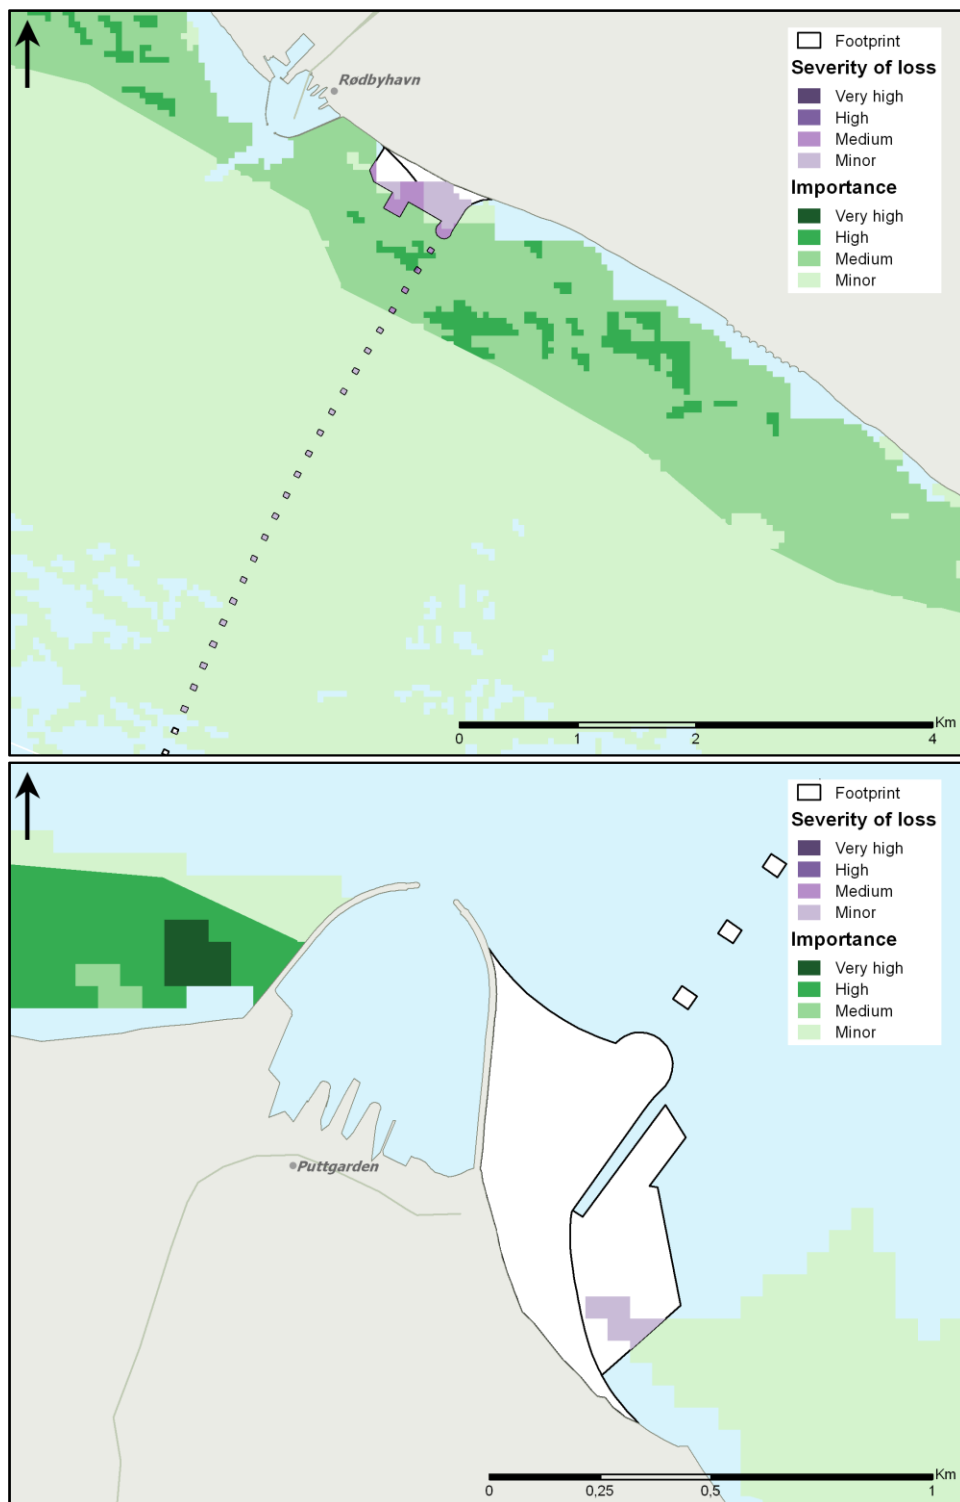 Footprint
Severity of loss
Very high
High
Medium
Minor
Importance
Very high
High
Medium
Minor
Rødbyhavn
Km
0 1 2 4
Footprint
Severity of loss
Very high
High
Medium
Minor
Importance
Very high
High
Medium
Minor
Puttgarden
Km
0 0,25 0,5 1